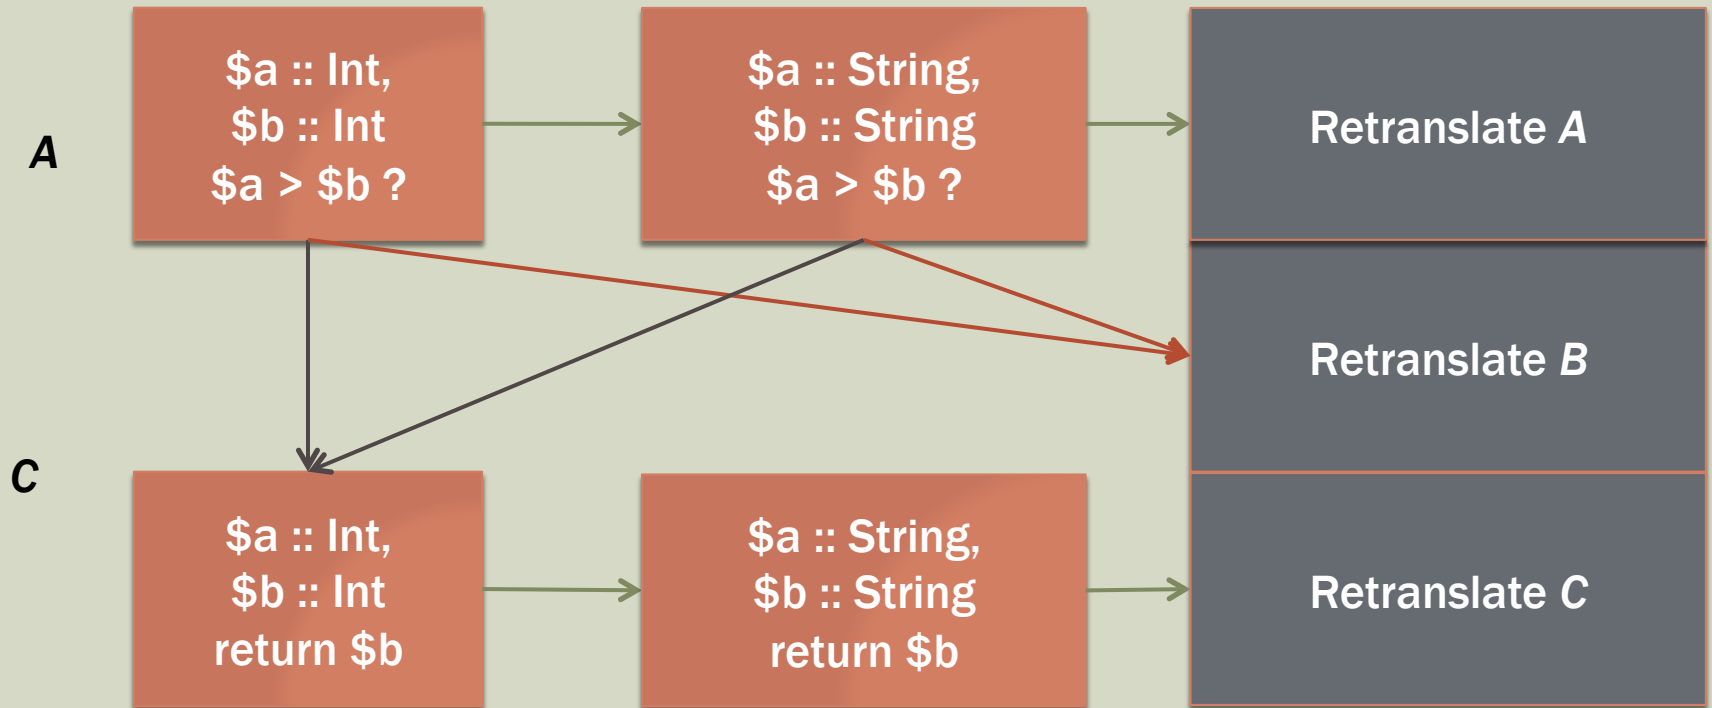 A
$a :: Int,
$b :: Int
$a > $b ?
$a :: String,
$b :: String
$a > $b ?
Retranslate A
Retranslate B
C
$a :: Int,
$b :: Int
return $b
$a :: String,
$b :: String
return $b
Retranslate C